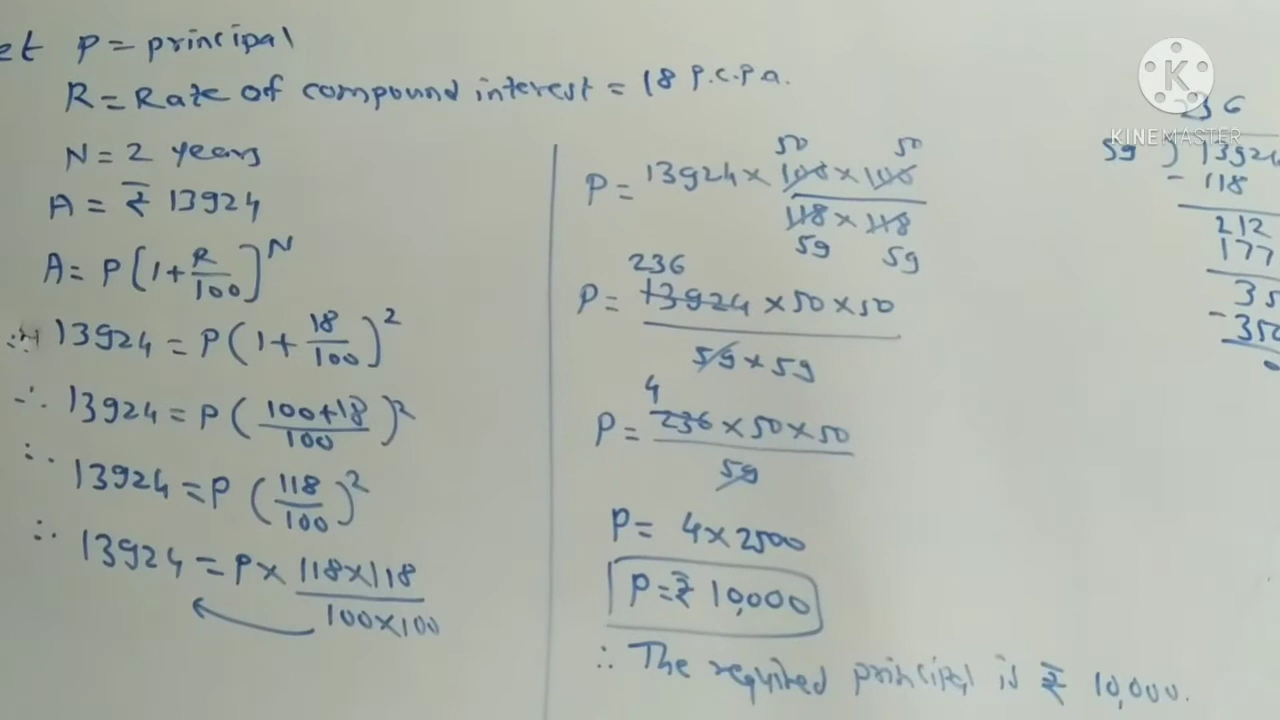 et P = principal
R = Rate of compound interest = 18 p.c.p.a.
N = 2 years
A = ₹ 13924
A = P [1 + R/100]^N
∴ 13924 = P (1 + 18/100)^2
∴ 13924 = P (100+18/100)^2
∴ 13924 = P (118/100)^2
∴ 13924 = P × 118×118/100×100
50 50
P = 13924 × 100 × 100 / 118 × 118
59 59
236
P = 13924 × 50 × 50 / 59 × 59
4
P = 236 × 50 × 50 / 59
P = 4 × 2500
P = ₹ 10,000
∴ The required principal is ₹ 10,000.
K
KINEMASTER
236
59 ) 13924
- 118
212
177
35
- 350
0